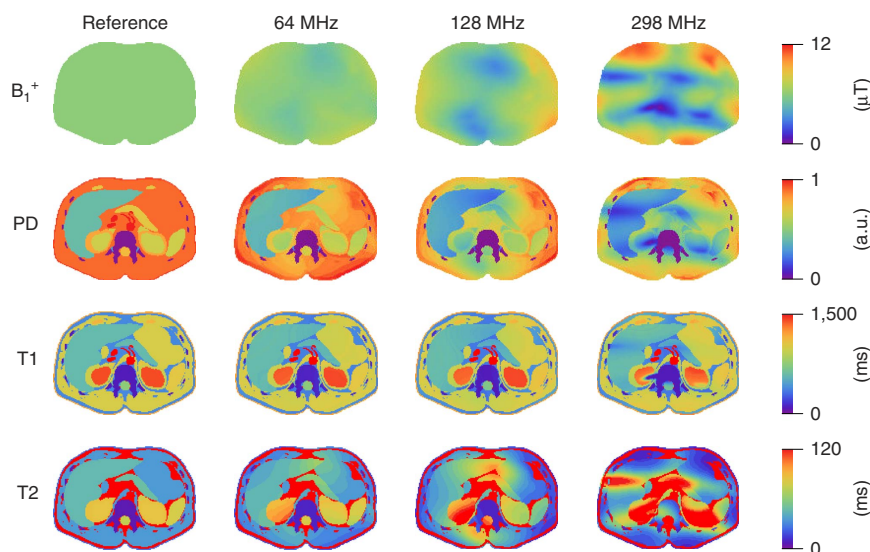 Reference 64 MHz 128 MHz 298 MHz
B₁⁺
12
(μT)
0
PD
1
(a.u.)
0
T1
1,500
(ms)
0
T2
120
(ms)
0